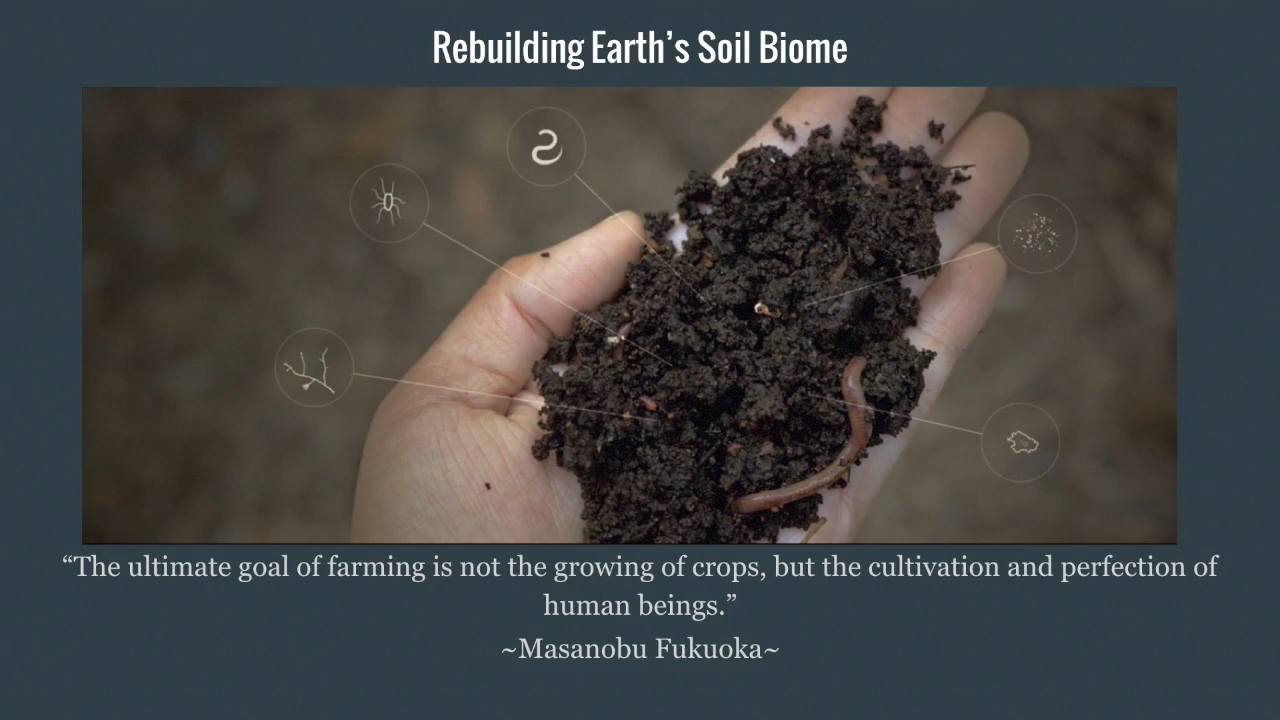 Rebuilding Earth’s Soil Biome
“The ultimate goal of farming is not the growing of crops, but the cultivation and perfection of
human beings.”
~Masanobu Fukuoka~